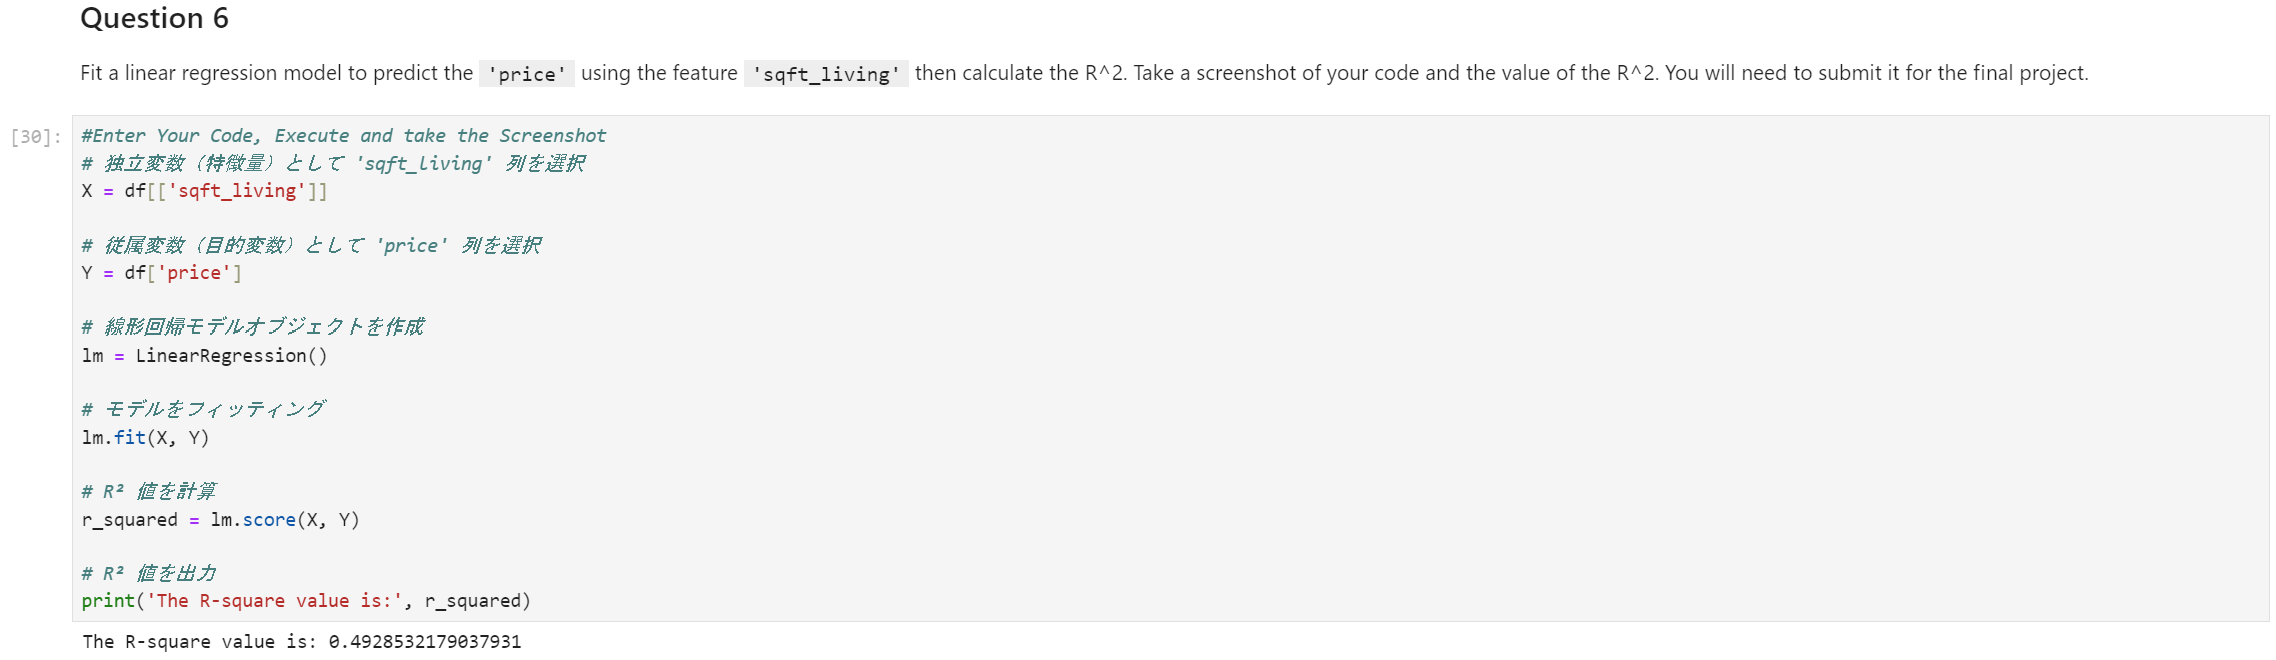 Question 6
Fit a linear regression model to predict the 'price' using the feature 'sqft_living' then calculate the R^2. Take a screenshot of your code and the value of the R^2. You will need to submit it for the final project.
[30]:
#Enter Your Code, Execute and take the Screenshot
# 独立変数（特徴量）として 'sqft_living' 列を選択
X = df[['sqft_living']]
# 従属変数（目的変数）として 'price' 列を選択
Y = df['price']
# 線形回帰モデルオブジェクトを作成
lm = LinearRegression()
# モデルをフィッティング
lm.fit(X, Y)
# R² 値を計算
r_squared = lm.score(X, Y)
# R² 値を出力
print('The R-square value is:', r_squared)
The R-square value is: 0.4928532179037931